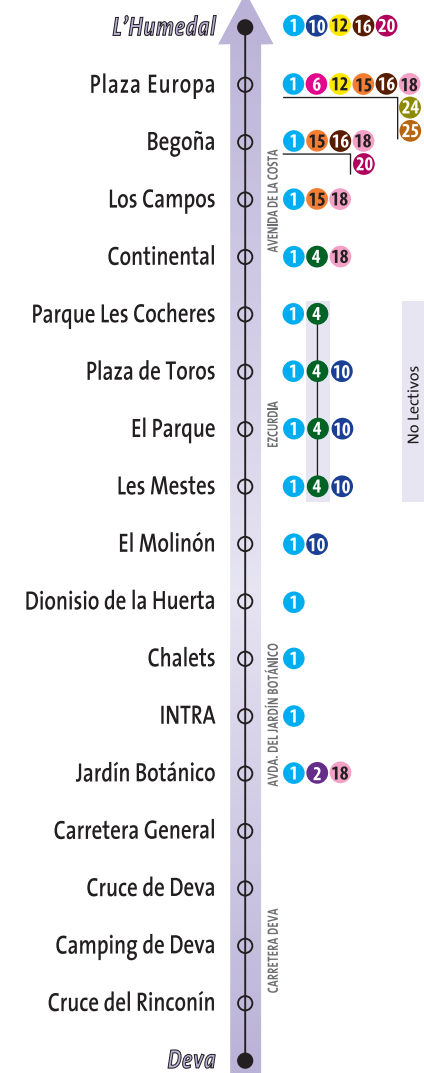 L'Humedal 1 10 12 16 20
Plaza Europa 1 6 12 15 16 18
24
25
Begoña 1 15 16 18
20
AVENIDA DE LA COSTA
Los Campos 1 15 18
Continental 1 4 18
Parque Les Cocheres 1 4
Plaza de Toros 1 4 10
No Lectivos
EZCURDIA
El Parque 1 4 10
Les Mestes 1 4 10
El Molinón 1 10
Dionisio de la Huerta 1
Chalets 1
AVDA. DEL JARDÍN BOTÁNICO
INTRA 1
Jardín Botánico 1 2 18
Carretera General
Cruce de Deva
CARRETERA DEVA
Camping de Deva
Cruce del Rinconín
Deva